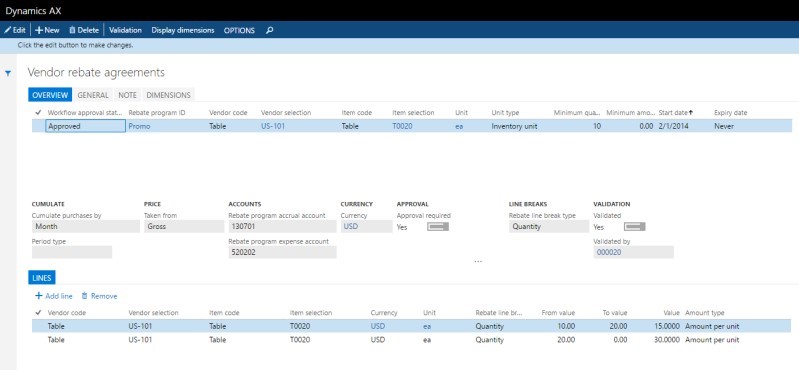 Dynamics AX
Edit + New Delete Validation Display dimensions OPTIONS
Click the edit button to make changes.
Vendor rebate agreements
OVERVIEW GENERAL NOTE DIMENSIONS
✓ Workflow approval stat... Rebate program ID Vendor code Vendor selection Item code Item selection Unit Unit type Minimum qua... Minimum amo... Start date↑ Expiry date
Approved Promo Table US-101 Table T0020 ea Inventory unit 10 0.00 2/1/2014 Never
CUMULATE PRICE ACCOUNTS CURRENCY APPROVAL LINE BREAKS VALIDATION
Cumulate purchases by Taken from Rebate program accrual account Currency Approval required Rebate line break type Validated
Month Gross 130701 USD Yes Quantity Yes
Period type Rebate program expense account Validated by
520202 000020
...
LINES
+ Add line Remove
✓ Vendor code Vendor selection Item code Item selection Currency Unit Rebate line br... From value To value Value Amount type
Table US-101 Table T0020 USD ea Quantity 10.00 20.00 15.0000 Amount per unit
Table US-101 Table T0020 USD ea Quantity 20.00 0.00 30.0000 Amount per unit